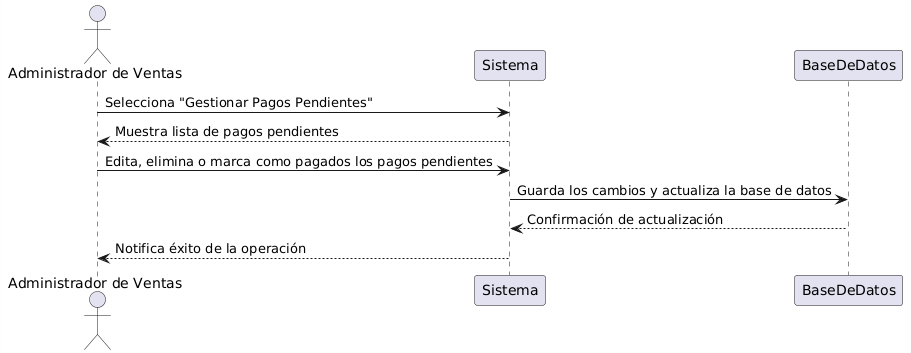 Administrador de Ventas
Sistema
BaseDeDatos
Selecciona "Gestionar Pagos Pendientes"
Muestra lista de pagos pendientes
Edita, elimina o marca como pagados los pagos pendientes
Guarda los cambios y actualiza la base de datos
Confirmación de actualización
Notifica éxito de la operación
Administrador de Ventas
Sistema
BaseDeDatos